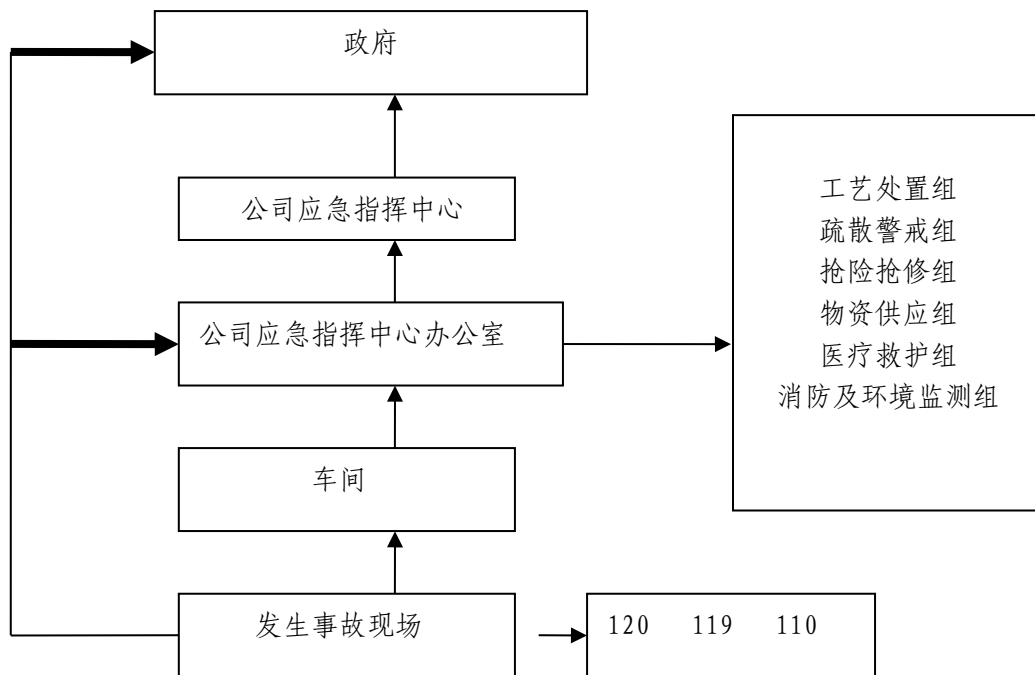 政府
公司应急指挥中心
公司应急指挥中心办公室
工艺处置组
疏散警戒组
抢险抢修组
物资供应组
医疗救护组
消防及环境监测组
车间
发生事故现场
120 119 110